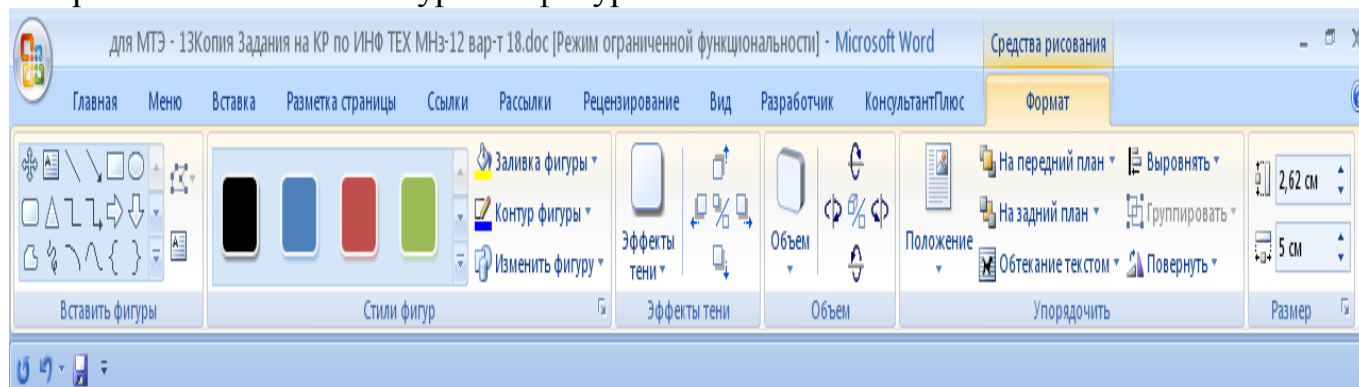 для МТЭ - 13Копия Задания на КР по ИНФ ТЕХ МНз-12 вар-т 18.doc [Режим ограниченной функциональности] - Microsoft Word
Средства рисования
Главная Меню Вставка Разметка страницы Ссылки Рассылки Рецензирование Вид Разработчик КонсультантПлюс Формат
Заливка фигуры
Контур фигуры
Изменить фигуру
Эффекты
тени
Объем
Положение
На передний план
На задний план
Обтекание текстом
Выровнять
Группировать
Повернуть
2,62 см
5 см
Вставить фигуры Стили фигур Эффекты тени Объем Упорядочить Размер